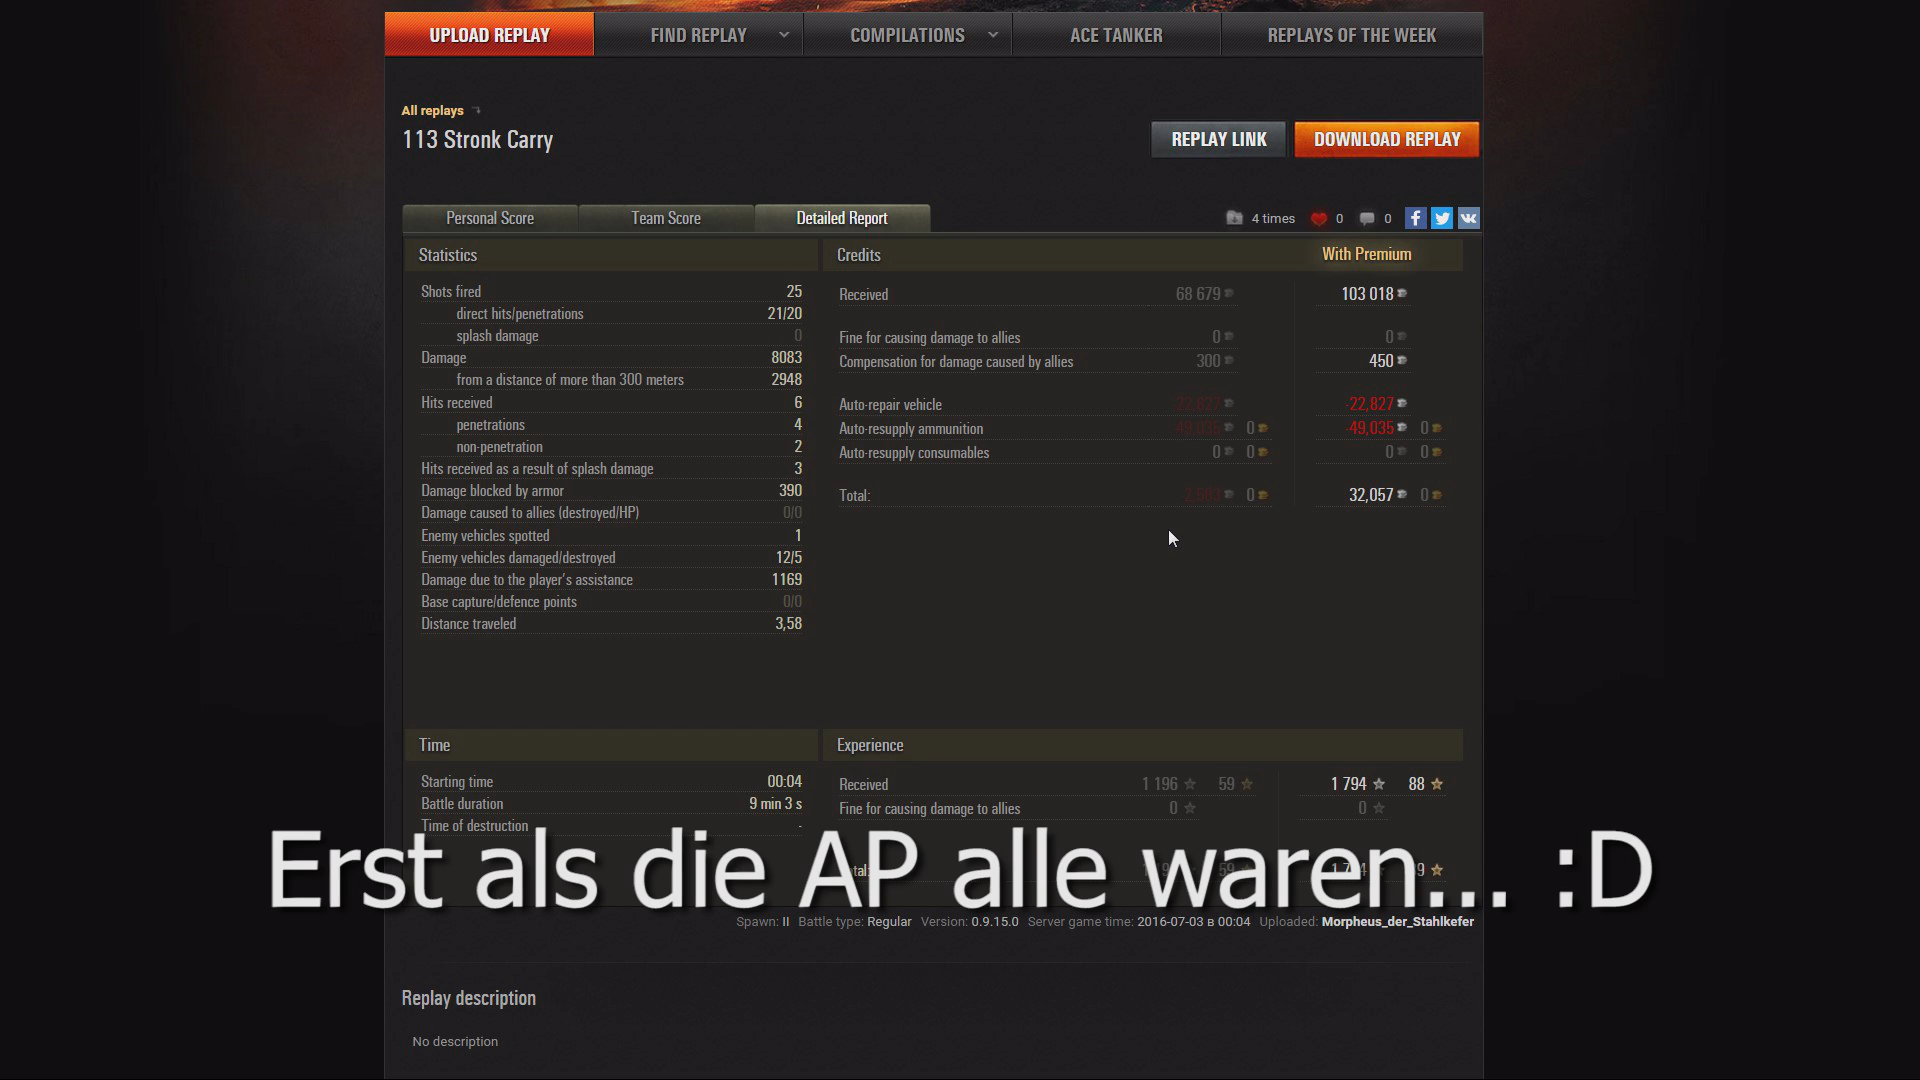 UPLOAD REPLAY FIND REPLAY COMPILATIONS ACE TANKER REPLAYS OF THE WEEK
All replays
113 Stronk Carry
REPLAY LINK DOWNLOAD REPLAY
Personal Score Team Score Detailed Report
4 times 0 0
Statistics
Shots fired 25
direct hits/penetrations 21/20
splash damage 0
Damage 8083
from a distance of more than 300 meters 2948
Hits received 6
penetrations 4
non-penetration 2
Hits received as a result of splash damage 3
Damage blocked by armor 390
Damage caused to allies (destroyed/HP) 0/0
Enemy vehicles spotted 1
Enemy vehicles damaged/destroyed 12/5
Damage due to the player's assistance 1169
Base capture/defence points 0/0
Distance traveled 3,58
Credits With Premium
Received 68 679 103 018
Fine for causing damage to allies 0 0
Compensation for damage caused by allies 300 450
Auto-repair vehicle -22,827 -22,827
Auto-resupply ammunition -49,035 0 -49,035 0
Auto-resupply consumables 0 0 0 0
Total: 0 32,057 0
Time
Starting time 00:04
Battle duration 9 min 3 s
Time of destruction -
Experience
Received 1 196 59 1 794 88
Fine for causing damage to allies 0 0
Erst als die AP alle waren... :D
Spawn: II Battle type: Regular Version: 0.9.15.0 Server game time: 2016-07-03 в 00:04 Uploaded: Morpheus_der_Stahlkefer
Replay description
No description